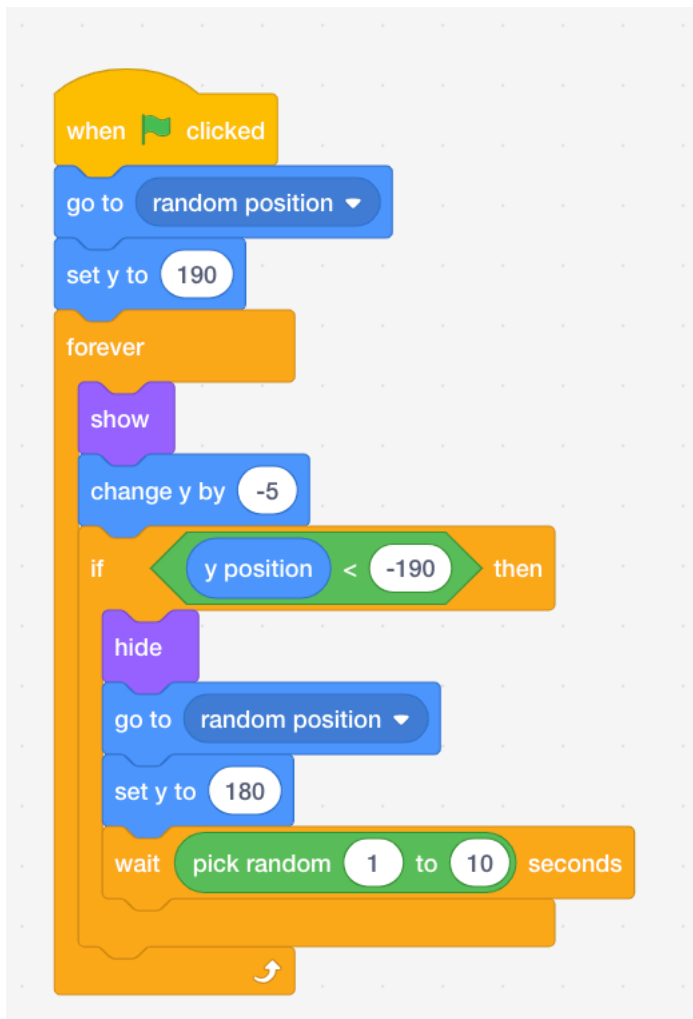 when clicked
go to random position
set y to 190
forever
show
change y by -5
if y position < -190 then
hide
go to random position
set y to 180
wait pick random 1 to 10 seconds